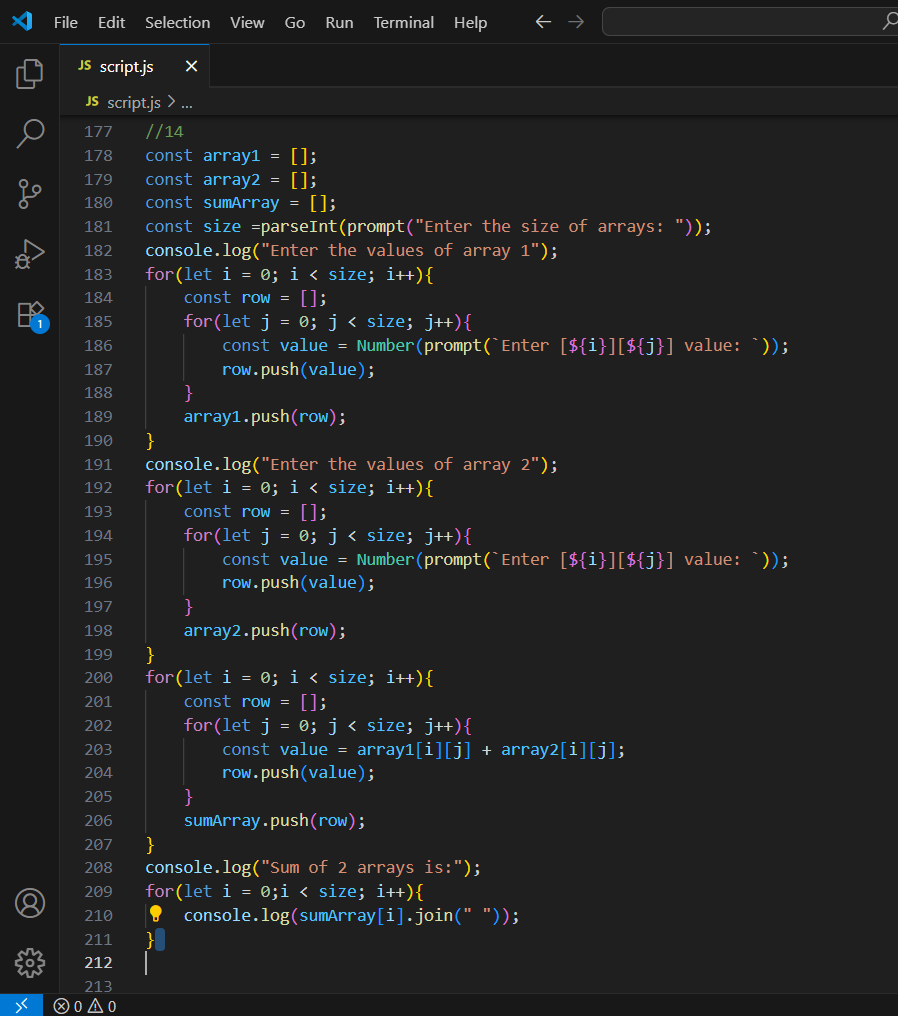 File Edit Selection View Go Run Terminal Help
JS script.js
JS script.js > ...
177 //14
178 const array1 = [];
179 const array2 = [];
180 const sumArray = [];
181 const size =parseInt(prompt("Enter the size of arrays: "));
182 console.log("Enter the values of array 1");
183 for(let i = 0; i < size; i++){
184     const row = [];
185     for(let j = 0; j < size; j++){
186         const value = Number(prompt(`Enter [${i}][${j}] value: `));
187         row.push(value);
188     }
189     array1.push(row);
190 }
191 console.log("Enter the values of array 2");
192 for(let i = 0; i < size; i++){
193     const row = [];
194     for(let j = 0; j < size; j++){
195         const value = Number(prompt(`Enter [${i}][${j}] value: `));
196         row.push(value);
197     }
198     array2.push(row);
199 }
200 for(let i = 0; i < size; i++){
201     const row = [];
202     for(let j = 0; j < size; j++){
203         const value = array1[i][j] + array2[i][j];
204         row.push(value);
205     }
206     sumArray.push(row);
207 }
208 console.log("Sum of 2 arrays is:");
209 for(let i = 0;i < size; i++){
210     console.log(sumArray[i].join(" "));
211 }
212
213
1
0 0